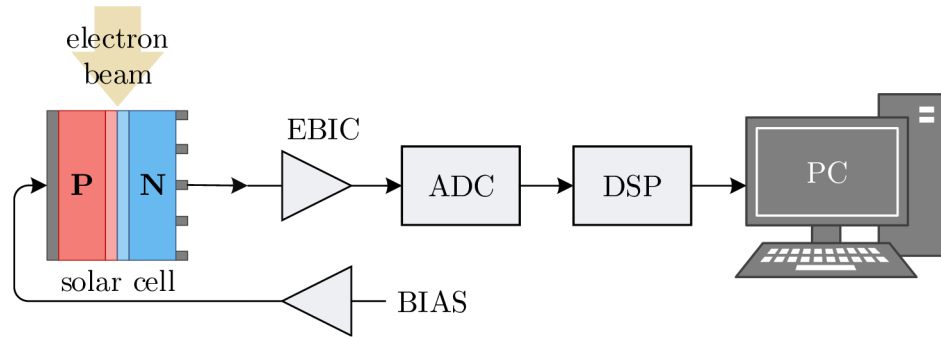 electron
beam
EBIC
P
N
ADC
DSP
PC
solar cell
BIAS